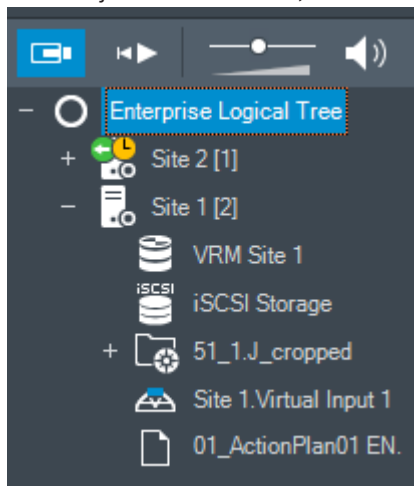 Enterprise Logical Tree
Site 2 [1]
Site 1 [2]
VRM Site 1
iSCSI
iSCSI Storage
51_1.J_cropped
Site 1.Virtual Input 1
01_ActionPlan01 EN.